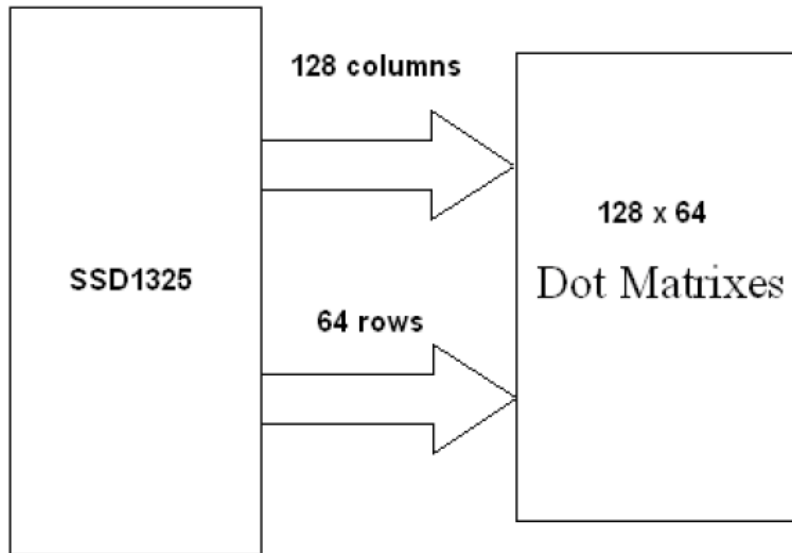 128 columns
128 x 64
SSD1325
Dot Matrixes
64 rows